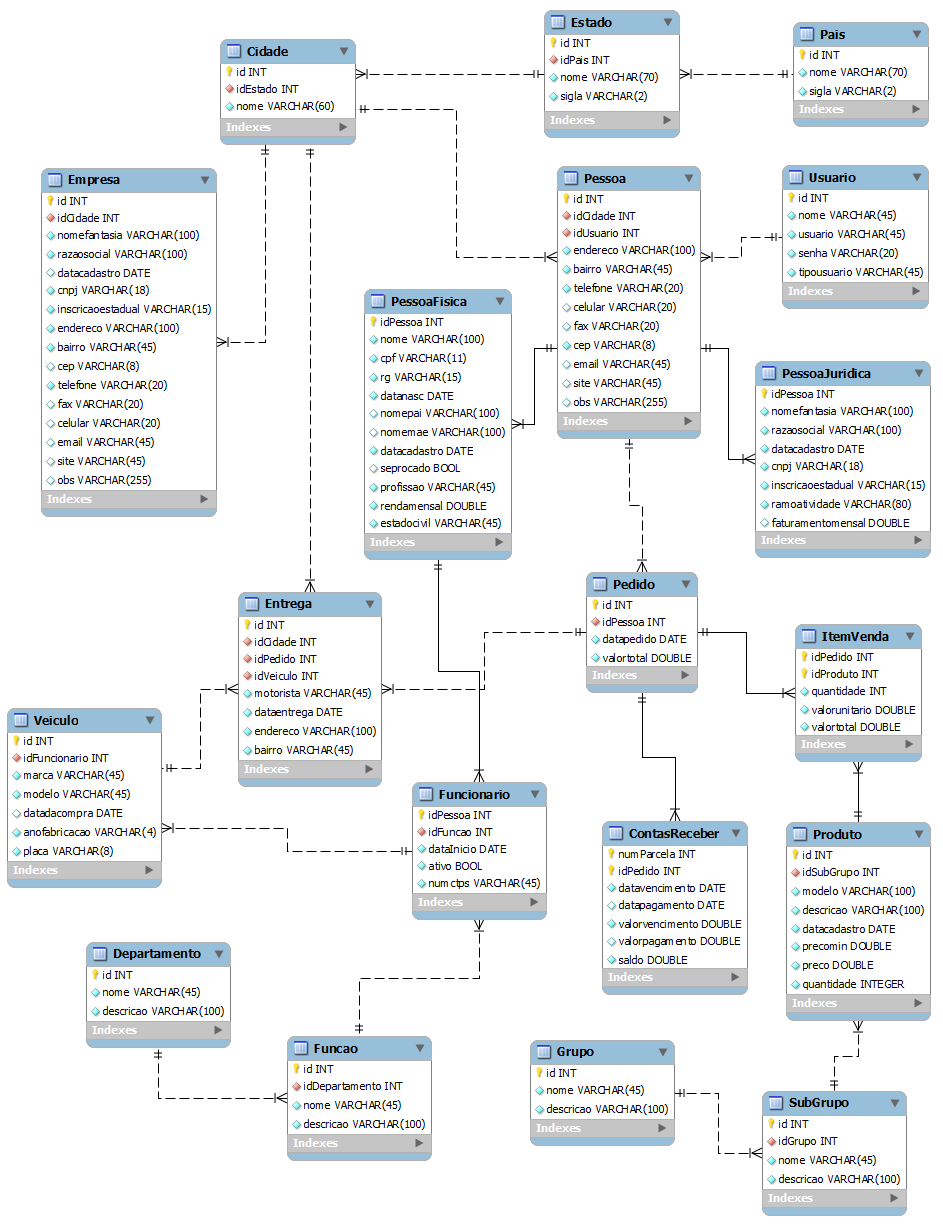 Estado
id INT
idPais INT
nome VARCHAR(70)
sigla VARCHAR(2)
Indexes
Pais
id INT
nome VARCHAR(70)
sigla VARCHAR(2)
Indexes
Cidade
id INT
idEstado INT
nome VARCHAR(60)
Indexes
Empresa
id INT
idCidade INT
nomefantasia VARCHAR(100)
razaosocial VARCHAR(100)
datacadastro DATE
cnpj VARCHAR(18)
inscricaoestadual VARCHAR(15)
endereco VARCHAR(100)
bairro VARCHAR(45)
cep VARCHAR(8)
telefone VARCHAR(20)
fax VARCHAR(20)
celular VARCHAR(20)
email VARCHAR(45)
site VARCHAR(45)
obs VARCHAR(255)
Indexes
Pessoa
id INT
idCidade INT
idUsuario INT
endereco VARCHAR(100)
bairro VARCHAR(45)
telefone VARCHAR(20)
celular VARCHAR(20)
fax VARCHAR(20)
cep VARCHAR(8)
email VARCHAR(45)
site VARCHAR(45)
obs VARCHAR(255)
Indexes
Usuario
id INT
nome VARCHAR(45)
usuario VARCHAR(45)
senha VARCHAR(20)
tipousuario VARCHAR(45)
Indexes
PessoaFisica
idPessoa INT
nome VARCHAR(100)
cpf VARCHAR(11)
rg VARCHAR(15)
datanasc DATE
nomepai VARCHAR(100)
nomemae VARCHAR(100)
datacadastro DATE
seprocado BOOL
profissao VARCHAR(45)
rendamensal DOUBLE
estadocivil VARCHAR(45)
Indexes
PessoaJuridica
idPessoa INT
nomefantasia VARCHAR(100)
razaosocial VARCHAR(100)
datacadastro DATE
cnpj VARCHAR(18)
inscricaoestadual VARCHAR(15)
ramoatividade VARCHAR(80)
faturamentomensal DOUBLE
Indexes
Entrega
id INT
idCidade INT
idPedido INT
idVeiculo INT
motorista VARCHAR(45)
dataentrega DATE
endereco VARCHAR(100)
bairro VARCHAR(45)
Indexes
Pedido
id INT
idPessoa INT
datapedido DATE
valortotal DOUBLE
Indexes
ItemVenda
idPedido INT
idProduto INT
quantidade INT
valorunitario DOUBLE
valortotal DOUBLE
Indexes
Veiculo
id INT
idFuncionario INT
marca VARCHAR(45)
modelo VARCHAR(45)
datadacompra DATE
anofabricacao VARCHAR(4)
placa VARCHAR(8)
Indexes
Funcionario
idPessoa INT
idFuncao INT
dataInicio DATE
ativo BOOL
numctps VARCHAR(45)
Indexes
ContasReceber
numParcela INT
idPedido INT
datavencimento DATE
datapagamento DATE
valorvencimento DOUBLE
valorpagamento DOUBLE
saldo DOUBLE
Indexes
Produto
id INT
idSubGrupo INT
modelo VARCHAR(100)
descricao VARCHAR(100)
datacadastro DATE
precomin DOUBLE
preco DOUBLE
quantidade INTEGER
Indexes
Departamento
id INT
nome VARCHAR(45)
descricao VARCHAR(100)
Indexes
Funcao
id INT
idDepartamento INT
nome VARCHAR(45)
descricao VARCHAR(100)
Indexes
Grupo
id INT
nome VARCHAR(45)
descricao VARCHAR(100)
Indexes
SubGrupo
id INT
idGrupo INT
nome VARCHAR(45)
descricao VARCHAR(100)
Indexes